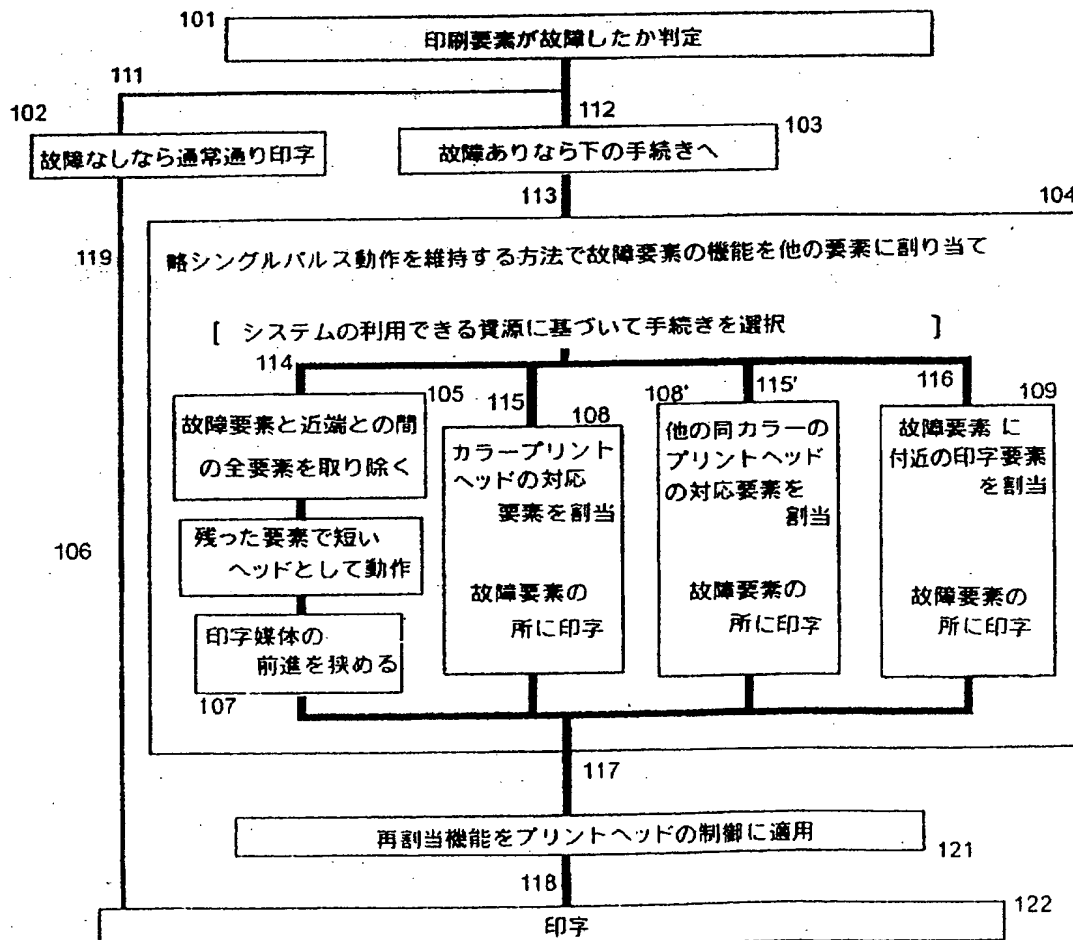 101
印刷要素が故障したか判定
111
102
112
103
故障なしなら通常通り印字
故障ありなら下の手続きへ
113
104
119
略シングルパルス動作を維持する方法で故障要素の機能を他の要素に割り当て
[ システムの利用できる資源に基づいて手続きを選択 ]
114
105
115
108
108'
115'
116
109
故障要素と近端との間
の全要素を取り除く
カラープリント
ヘッドの対応
要素を割当
故障要素の
所に印字
他の同カラーの
プリントヘッド
の対応要素を
割当
故障要素の
所に印字
故障要素に
付近の印字要素
を割当
故障要素の
所に印字
106
残った要素で短い
ヘッドとして動作
印字媒体の
前進を狭める
107
117
再割当機能をプリントヘッドの制御に適用
121
118
122
印字